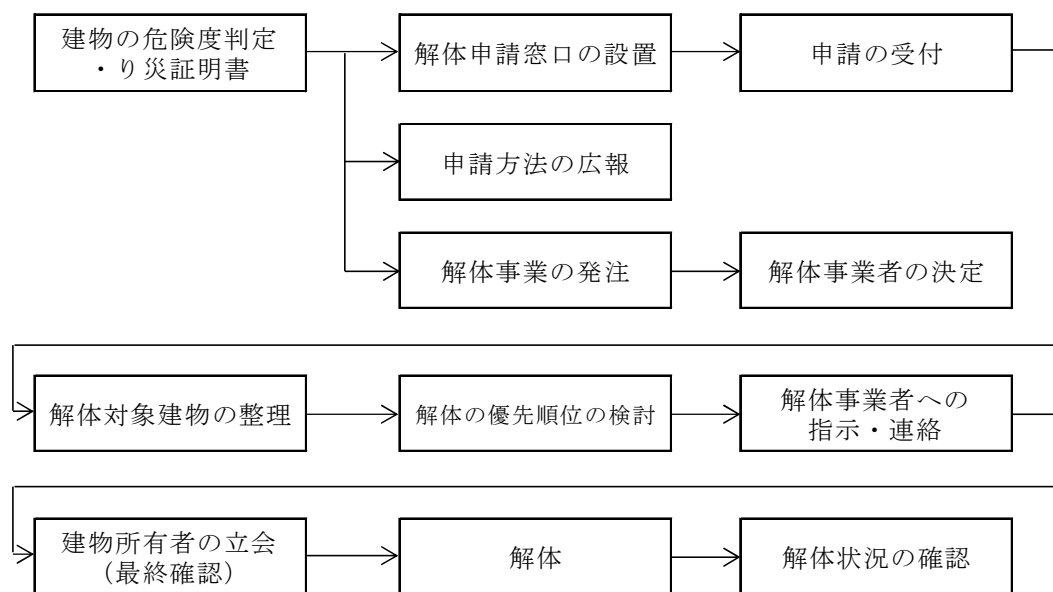 建物の危険度判定
・り災証明書
解体申請窓口の設置
申請の受付
申請方法の広報
解体事業の発注
解体事業者の決定
解体対象建物の整理
解体の優先順位の検討
解体事業者への
指示・連絡
建物所有者の立会
（最終確認）
解体
解体状況の確認